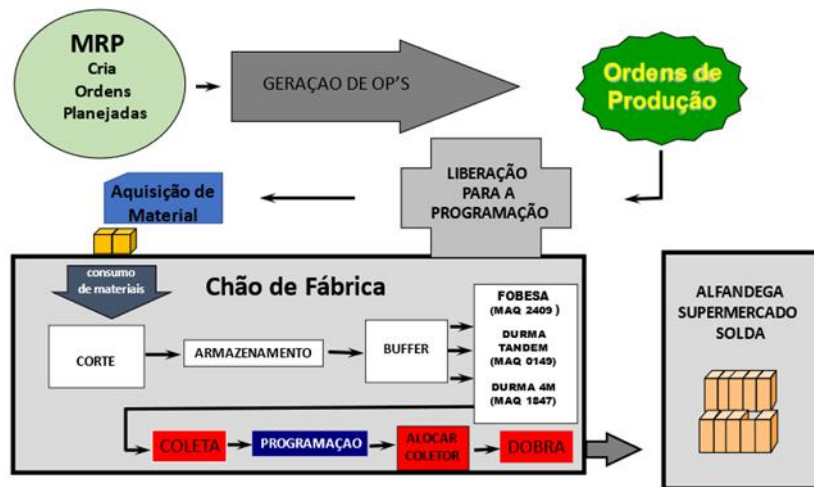 MRP
Cria
Ordens
Planejadas
GERAÇAO DE OP'S
Ordens de
Produção
LIBERAÇÃO
PARA A
PROGRAMAÇÃO
Aquisição de
Material
consumo
de materiais
Chão de Fábrica
CORTE
ARMAZENAMENTO
BUFFER
FOBESA
(MAQ 2409 )
DURMA
TANDEM
(MAQ 0149)
DURMA 4M
(MAQ 1847)
COLETA
PROGRAMAÇAO
ALOCAR
COLETOR
DOBRA
ALFANDEGA
SUPERMERCADO
SOLDA